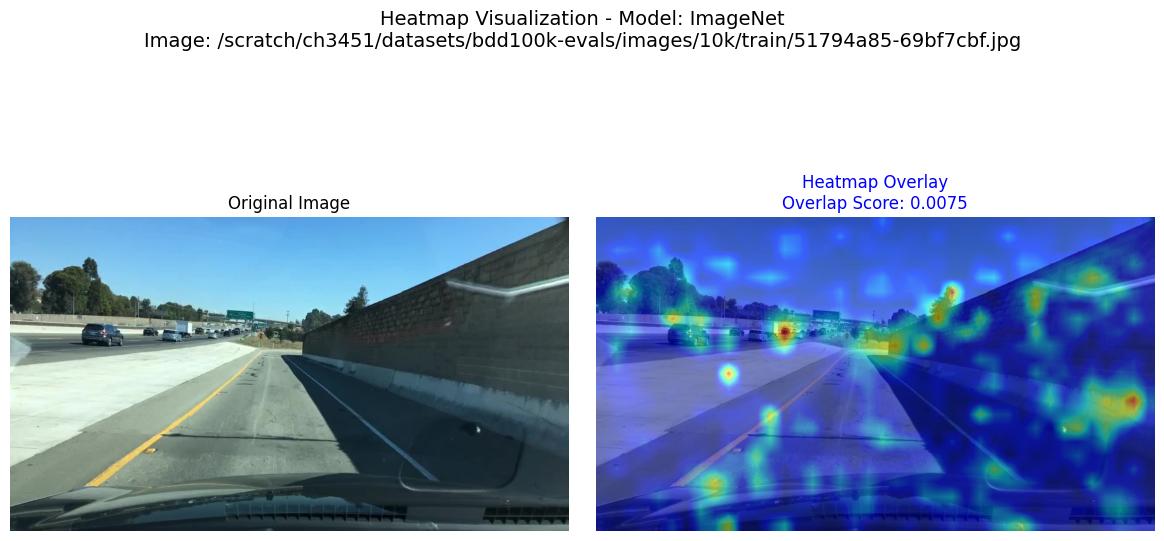 Heatmap Visualization - Model: ImageNet
Image: /scratch/ch3451/datasets/bdd100k-evals/images/10k/train/51794a85-69bf7cbf.jpg
Original Image
Heatmap Overlay
Overlap Score: 0.0075